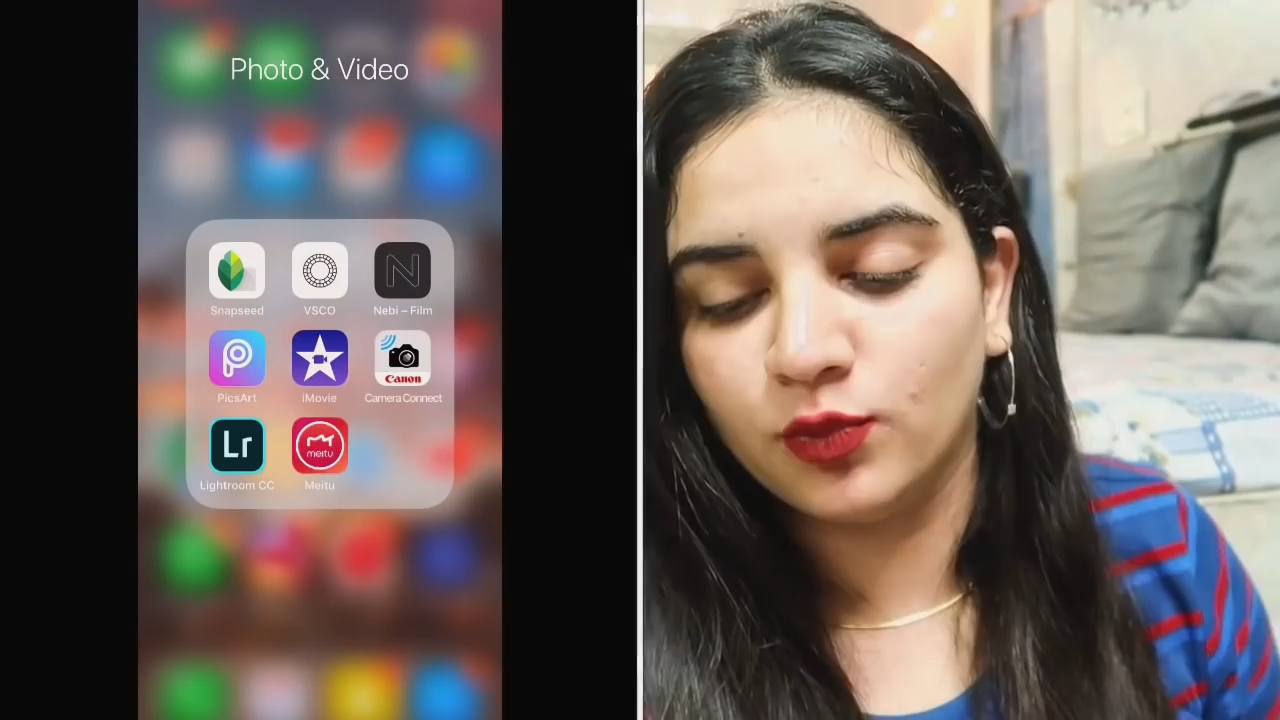 Photo & Video
Snapseed
VSCO
Nebi – Film
PicsArt
iMovie
Canon
Camera Connect
Lr
meitu
Lightroom CC
Meitu